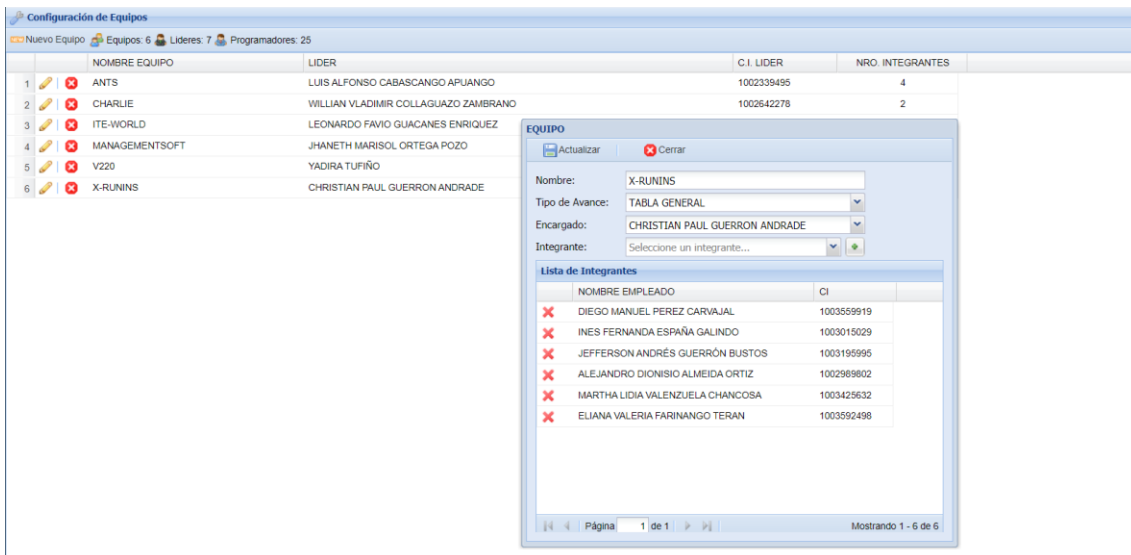 Configuración de Equipos
Nuevo Equipo Equipos: 6 Lideres: 7 Programadores: 25
NOMBRE EQUIPO LIDER C.I. LIDER NRO. INTEGRANTES
1 ANTS LUIS ALFONSO CABASCANGO APUANGO 1002339495 4
2 CHARLIE WILLIAN VLADIMIR COLLAGUAZO ZAMBRANO 1002642278 2
3 ITE-WORLD LEONARDO FAVIO GUACANES ENRIQUEZ
4 MANAGEMENTSOFT JHANETH MARISOL ORTEGA POZO
5 V220 YADIRA TUFIÑO
6 X-RUNINS CHRISTIAN PAUL GUERRON ANDRADE
EQUIPO
Actualizar Cerrar
Nombre: X-RUNINS
Tipo de Avance: TABLA GENERAL
Encargado: CHRISTIAN PAUL GUERRON ANDRADE
Integrante: Seleccione un integrante...
Lista de Integrantes
NOMBRE EMPLEADO CI
DIEGO MANUEL PEREZ CARVAJAL 1003559919
INES FERNANDA ESPAÑA GALINDO 1003015029
JEFFERSON ANDRÉS GUERRÓN BUSTOS 1003195995
ALEJANDRO DIONISIO ALMEIDA ORTIZ 1002989802
MARTHA LIDIA VALENZUELA CHANCOSA 1003425632
ELIANA VALERIA FARINANGO TERAN 1003592498
Página 1 de 1 Mostrando 1 - 6 de 6